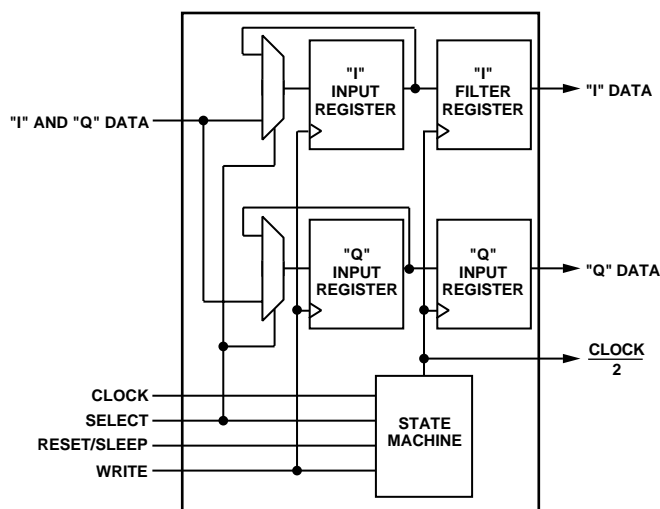 "I"
INPUT
REGISTER
"I"
FILTER
REGISTER
"I" DATA
"I" AND "Q" DATA
"Q"
INPUT
REGISTER
"Q"
INPUT
REGISTER
"Q" DATA
CLOCK
2
CLOCK
SELECT
RESET/SLEEP
WRITE
STATE
MACHINE